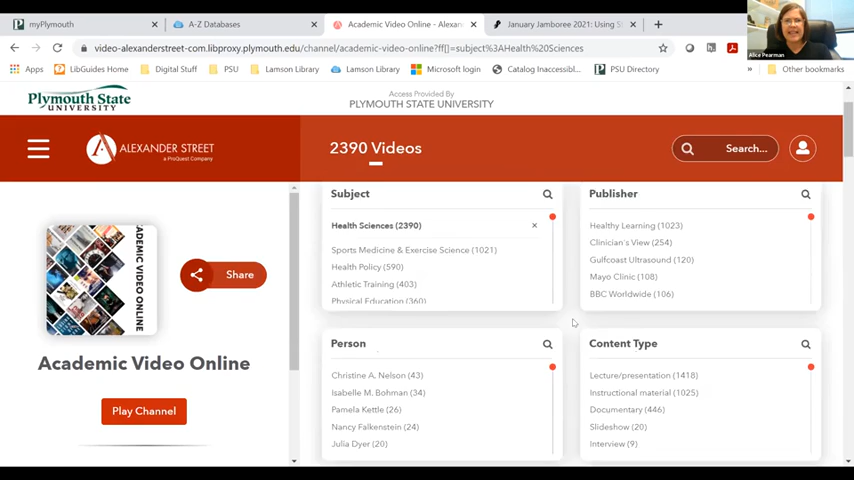 myPlymouth
A-Z Databases
Academic Video Online - Alexan
January Jamboree 2021: Using S
video-alexanderstreet-com.libproxy.plymouth.edu/channel/academic-video-online?ff[]=subject%3AHealth%20Sciences
Apps
LibGuides Home
Digital Stuff
PSU
Lamson Library
Lamson Library
Microsoft login
Catalog Inaccessibl...
PSU Directory
Other bookmarks
Alice Pearman
Plymouth State
UNIVERSITY
Access Provided By
PLYMOUTH STATE UNIVERSITY
ALEXANDER STREET
a ProQuest Company
2390 Videos
Search...
ACADEMIC VIDEO ONLINE
Share
Academic Video Online
Play Channel
Subject
Health Sciences (2390)
Sports Medicine & Exercise Science (1021)
Health Policy (590)
Athletic Training (403)
Physical Education (360)
Publisher
Healthy Learning (1023)
Clinician's View (254)
Gulfcoast Ultrasound (120)
Mayo Clinic (108)
BBC Worldwide (106)
Person
Christine A. Nelson (43)
Isabelle M. Bohman (34)
Pamela Kettle (26)
Nancy Falkenstein (24)
Julia Dyer (20)
Content Type
Lecture/presentation (1418)
Instructional material (1025)
Documentary (446)
Slideshow (20)
Interview (9)